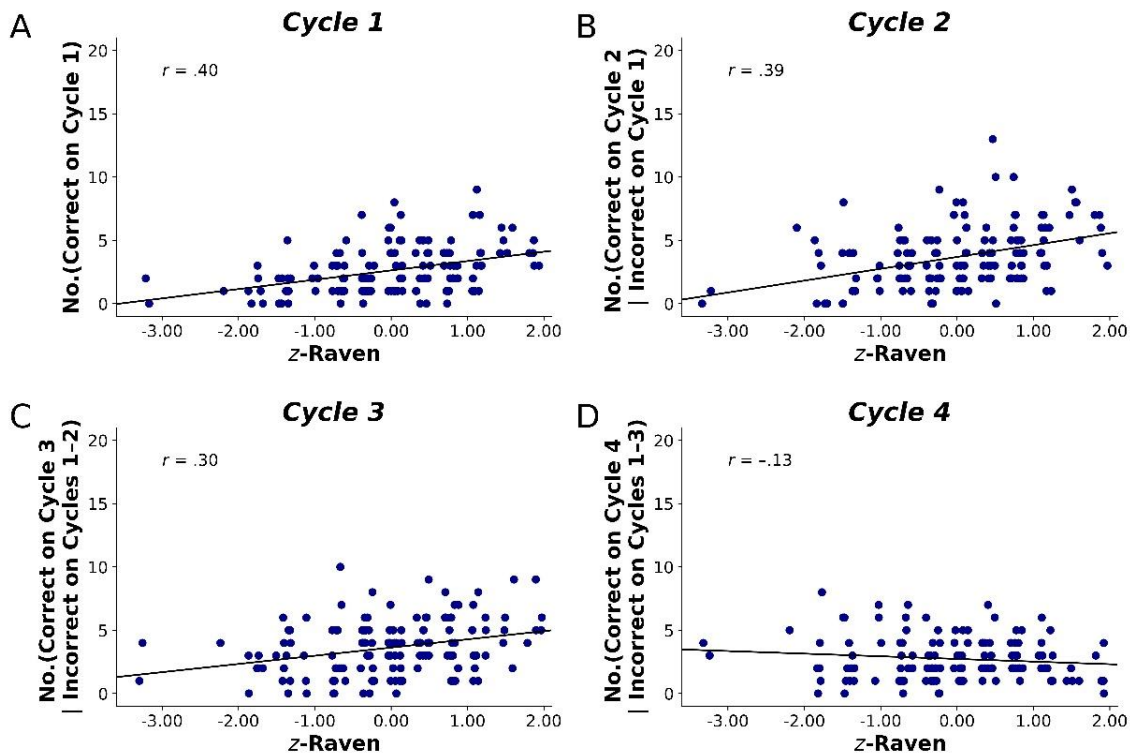 A
Cycle 1
No.(Correct on Cycle 1)
20
15
10
5
0
r = .40
-3.00 -2.00 -1.00 0.00 1.00 2.00
z-Raven
B
Cycle 2
No.(Correct on Cycle 2
| Incorrect on Cycle 1)
20
15
10
5
0
r = .39
-3.00 -2.00 -1.00 0.00 1.00 2.00
z-Raven
C
Cycle 3
No.(Correct on Cycle 3
| Incorrect on Cycles 1–2)
20
15
10
5
0
r = .30
-3.00 -2.00 -1.00 0.00 1.00 2.00
z-Raven
D
Cycle 4
No.(Correct on Cycle 4
| Incorrect on Cycles 1–3)
20
15
10
5
0
r = –.13
-3.00 -2.00 -1.00 0.00 1.00 2.00
z-Raven